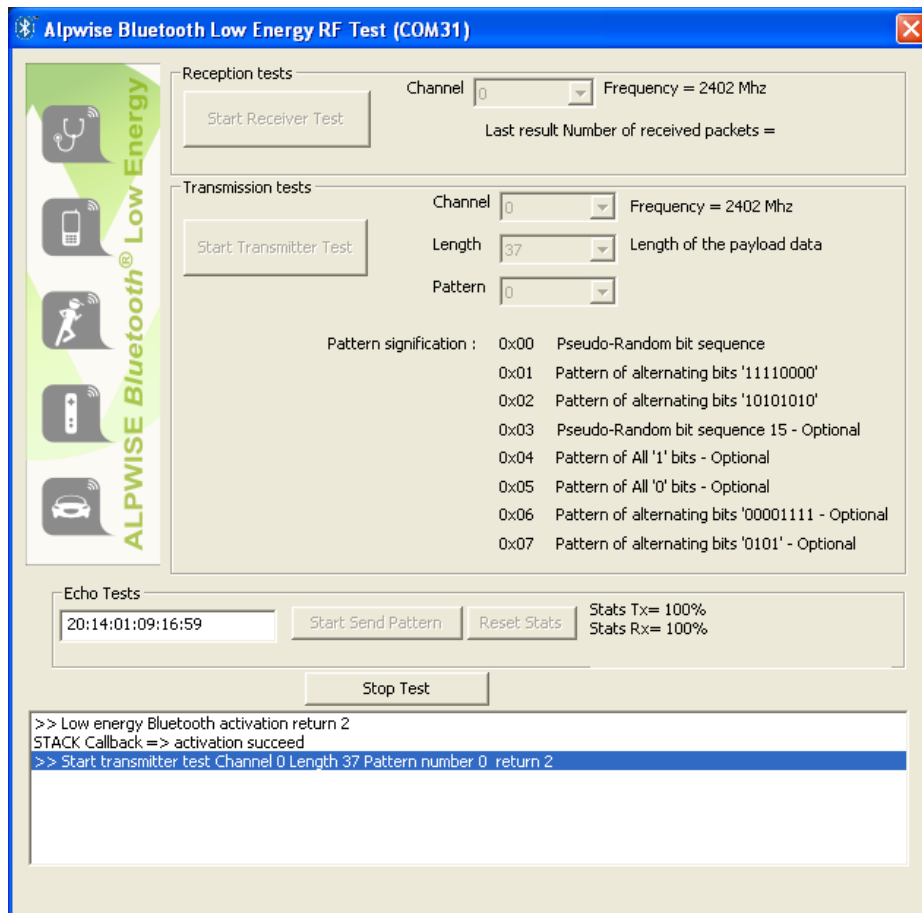 Alpwise Bluetooth Low Energy RF Test (COM31)
ALPWISE Bluetooth® Low Energy
Reception tests
Start Receiver Test
Channel 0 Frequency = 2402 Mhz
Last result Number of received packets =
Transmission tests
Start Transmitter Test
Channel 0 Frequency = 2402 Mhz
Length 37 Length of the payload data
Pattern 0
Pattern signification : 0x00 Pseudo-Random bit sequence
0x01 Pattern of alternating bits '11110000'
0x02 Pattern of alternating bits '10101010'
0x03 Pseudo-Random bit sequence 15 - Optional
0x04 Pattern of All '1' bits - Optional
0x05 Pattern of All '0' bits - Optional
0x06 Pattern of alternating bits '00001111 - Optional
0x07 Pattern of alternating bits '0101' - Optional
Echo Tests
20:14:01:09:16:59 Start Send Pattern Reset Stats
Stats Tx= 100%
Stats Rx= 100%
Stop Test
>> Low energy Bluetooth activation return 2
STACK Callback => activation succeed
>> Start transmitter test Channel 0 Length 37 Pattern number 0 return 2